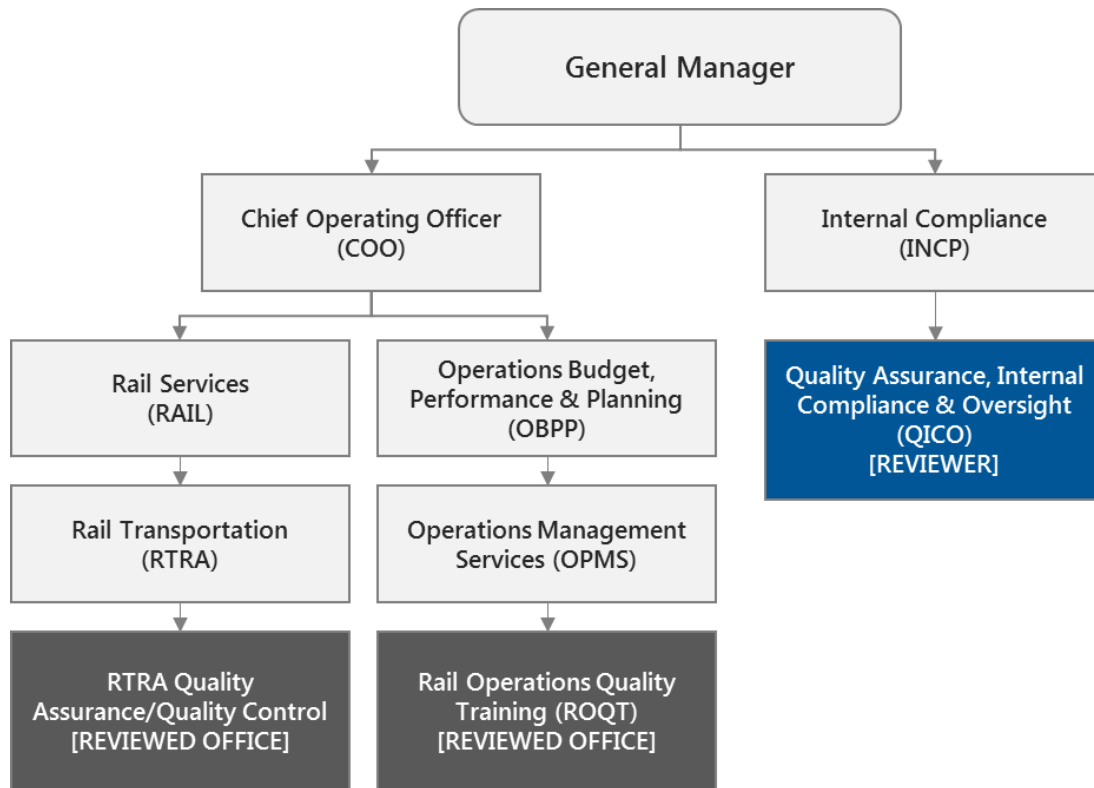 General Manager
Chief Operating Officer
(COO)
Internal Compliance
(INCP)
Rail Services
(RAIL)
Operations Budget,
Performance & Planning
(OBPP)
Quality Assurance, Internal
Compliance & Oversight
(QICO)
[REVIEWER]
Rail Transportation
(RTRA)
Operations Management
Services (OPMS)
RTRA Quality
Assurance/Quality Control
[REVIEWED OFFICE]
Rail Operations Quality
Training (ROQT)
[REVIEWED OFFICE]